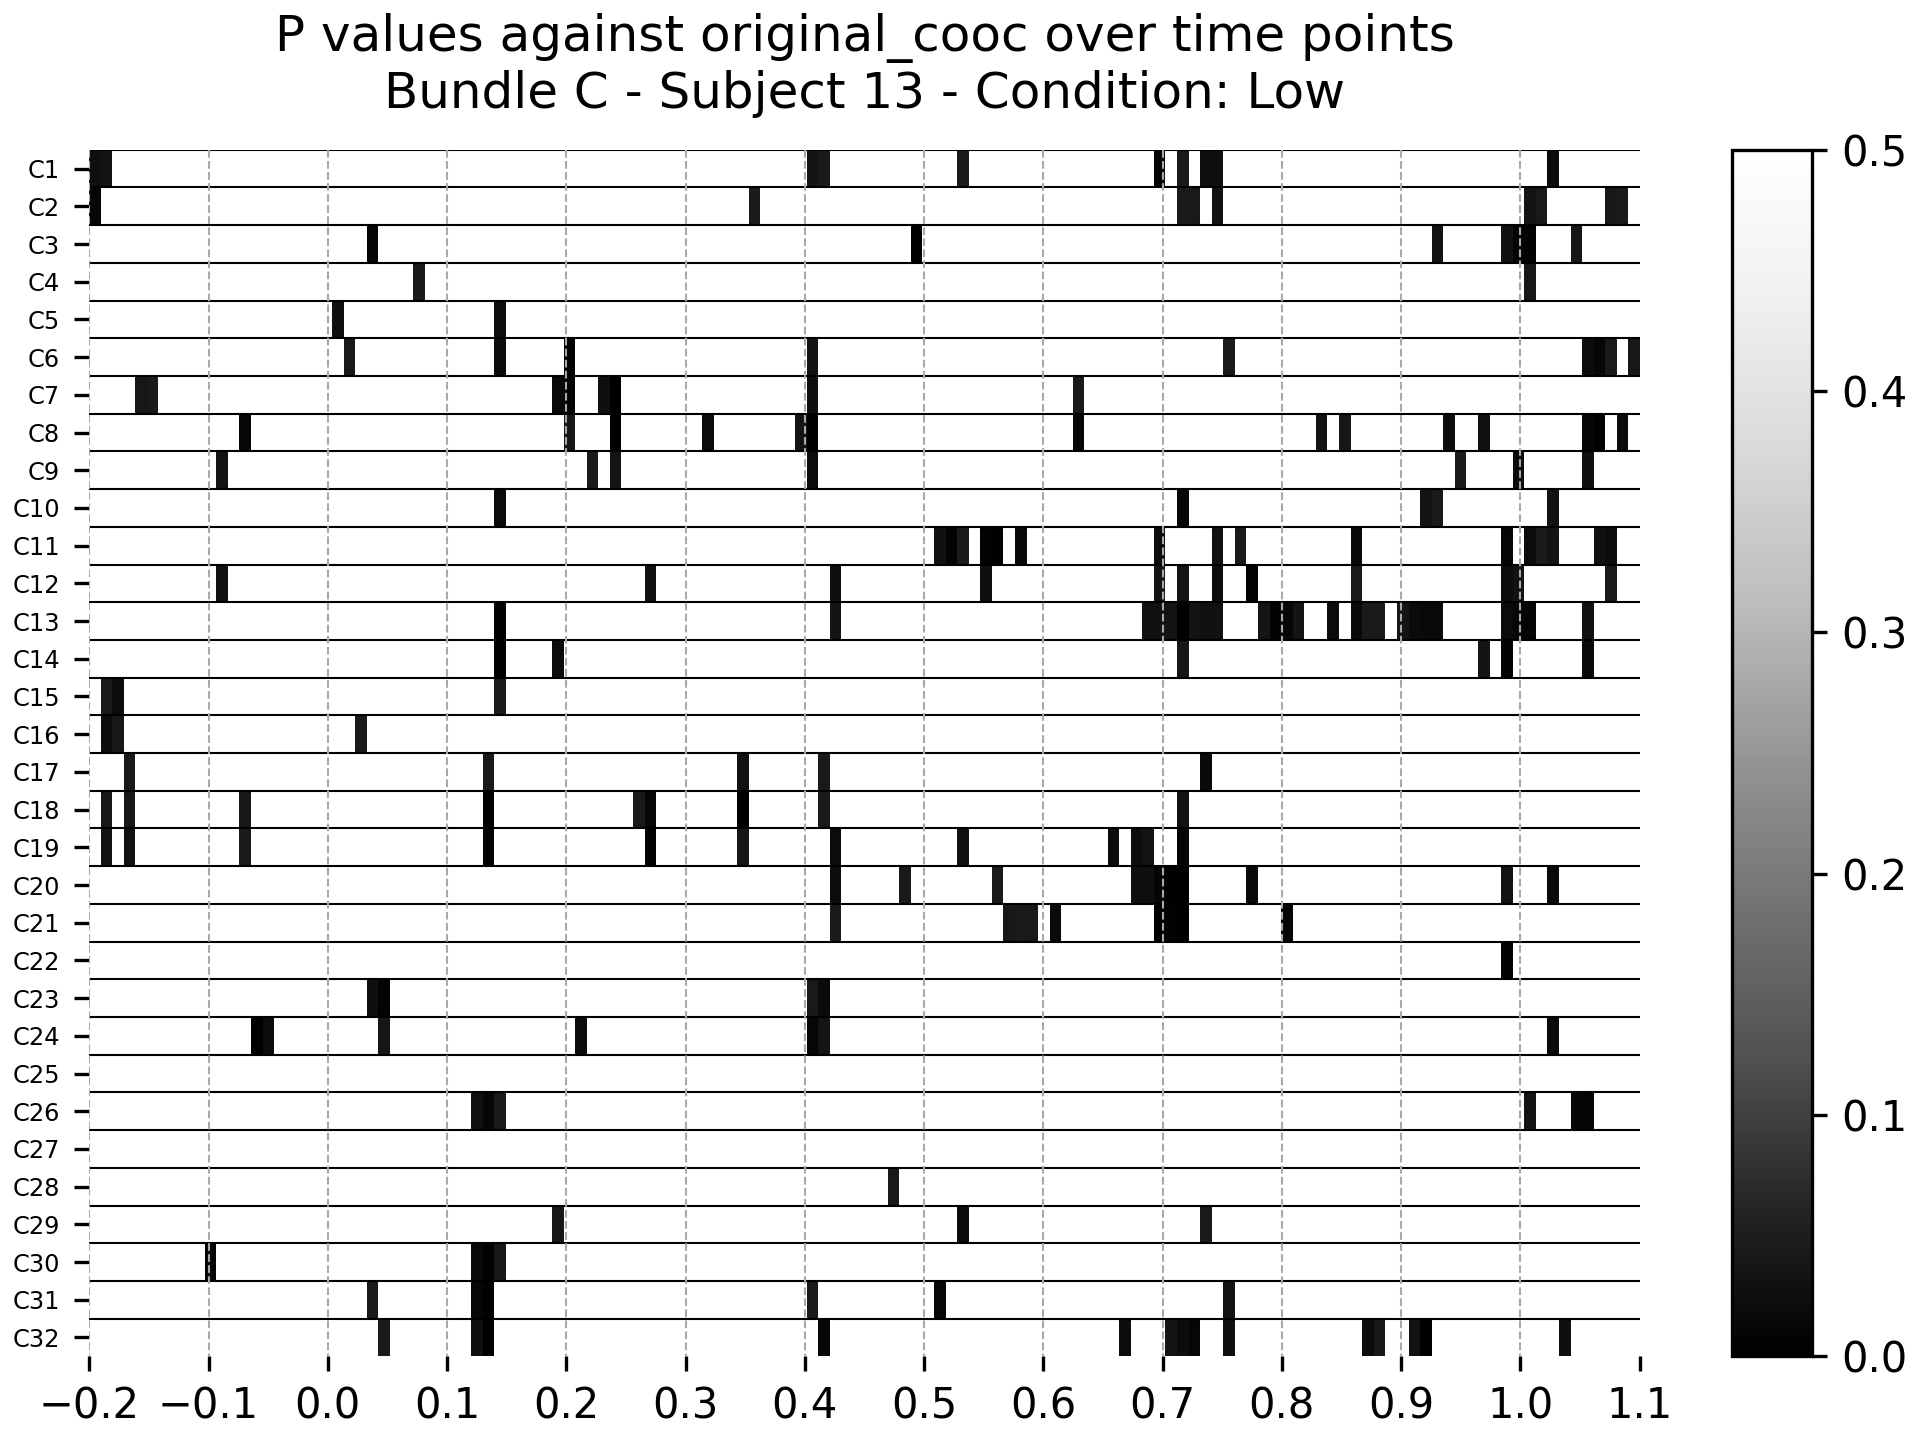 P values against original_cooc over time points
Bundle C - Subject 13 - Condition: Low
C1
C2
C3
C4
C5
C6
C7
C8
C9
C10
C11
C12
C13
C14
C15
C16
C17
C18
C19
C20
C21
C22
C23
C24
C25
C26
C27
C28
C29
C30
C31
C32
−0.2 −0.1 0.0 0.1 0.2 0.3 0.4 0.5 0.6 0.7 0.8 0.9 1.0 1.1
0.5
0.4
0.3
0.2
0.1
0.0